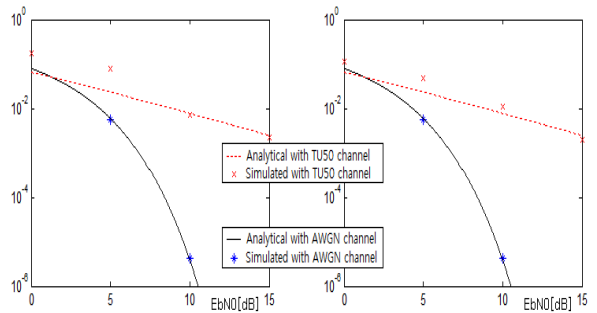 10^0
10^-2
10^-4
10^-6
0
5
10
15
EbN0[dB]
Analytical with TU50 channel
Simulated with TU50 channel
Analytical with AWGN channel
Simulated with AWGN channel
10^0
10^-2
10^-4
10^-6
0
5
10
15
EbN0[dB]